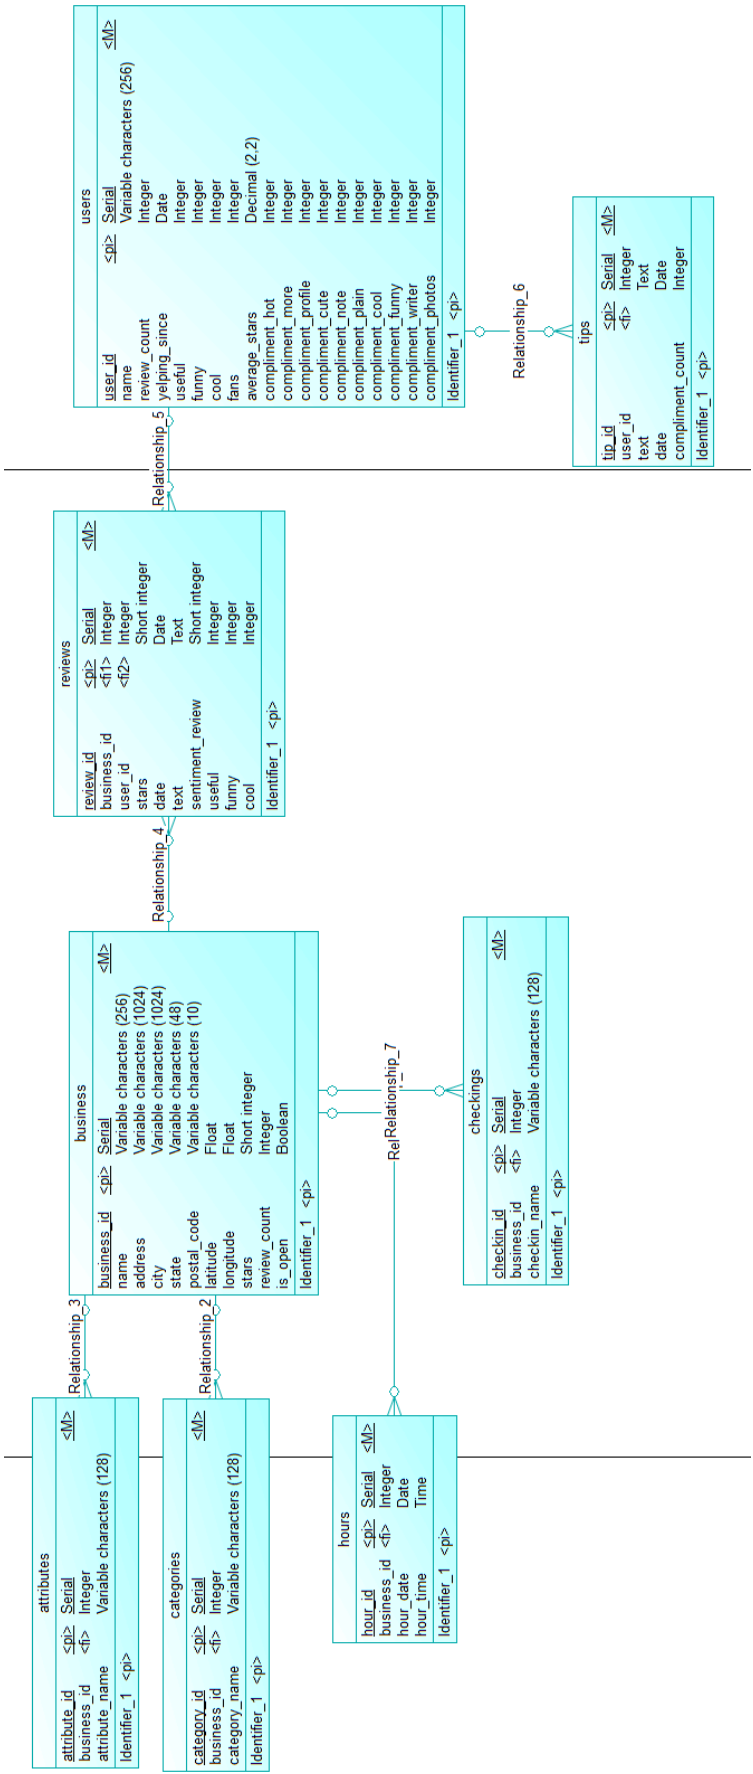 attributes
attribute_id <pi> Serial <M>
business_id <fi> Integer
attribute_name Variable characters (128)
Identifier_1 <pi>
Relationship_3
categories
category_id <pi> Serial <M>
business_id <fi> Integer
category_name Variable characters (128)
Identifier_1 <pi>
Relationship_2
hours
hour_id <pi> Serial <M>
business_id <fi> Integer
hour_date Date
hour_time Time
Identifier_1 <pi>
business
business_id <pi> Serial <M>
name Variable characters (256)
address Variable characters (1024)
city Variable characters (1024)
state Variable characters (48)
postal_code Variable characters (10)
latitude Float
longitude Float
stars Short integer
review_count Integer
is_open Boolean
Identifier_1 <pi>
Relationship_4
Relationship_7
checkings
checkin_id <pi> Serial <M>
business_id <fi> Integer
checkin_name Variable characters (128)
Identifier_1 <pi>
reviews
review_id <pi> Serial <M>
business_id <fi1> Integer
user_id <fi2> Integer
stars Short integer
date Date
text Text
sentiment_review Short integer
useful Integer
funny Integer
cool Integer
Identifier_1 <pi>
Relationship_5
users
user_id <pi> Serial <M>
name Variable characters (256)
review_count Integer
yelping_since Date
useful Integer
funny Integer
cool Integer
fans Integer
average_stars Decimal (2,2)
compliment_hot Integer
compliment_more Integer
compliment_profile Integer
compliment_cute Integer
compliment_note Integer
compliment_plain Integer
compliment_cool Integer
compliment_funny Integer
compliment_writer Integer
compliment_photos Integer
Identifier_1 <pi>
Relationship_6
tips
tip_id <pi> Serial <M>
user_id <fi> Integer
text Text
date Date
compliment_count Integer
Identifier_1 <pi>